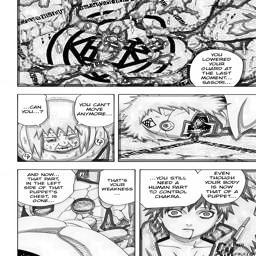 YOU
LOWERED
YOUR
GUARD AT
THE LAST
MOMENT...
SASORI...
YOU CAN'T
MOVE
ANYMORE...
...CAN
YOU...?
EVEN
THOUGH
YOUR BODY
IS NOW
THAT OF A
PUPPET...
...YOU STILL
NEED A
HUMAN PART
TO CONTROL
CHAKRA.
THAT'S
YOUR
WEAKNESS
...
AND NOW...
THAT PART,
IN THE LEFT
SIDE OF THAT
PUPPET'S
CHEST, IS
DONE...